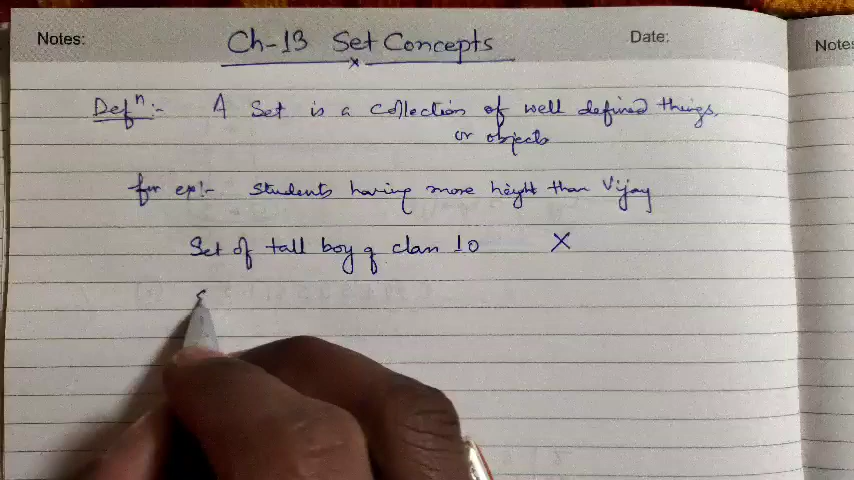 Notes:
Ch-13 Set Concepts
Date:
Notes
Defn:- A Set is a collection of well defined things,
or objects
for ex:- Students having more height than Vijay
Set of tall boy of class 10 X